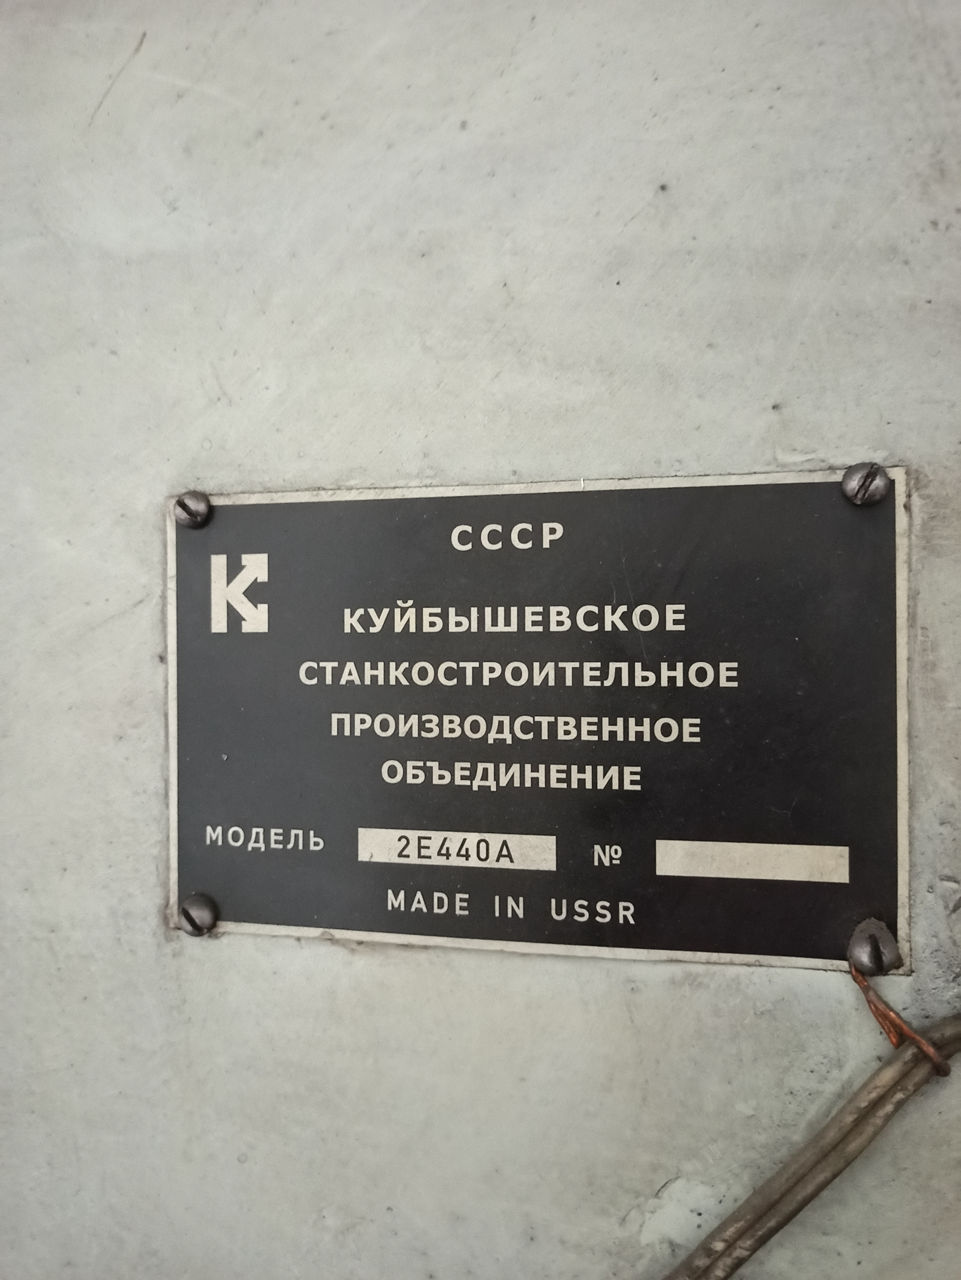 СССР
К
КУЙБЫШЕВСКОЕ
СТАНКОСТРОИТЕЛЬНОЕ
ПРОИЗВОДСТВЕННОЕ
ОБЪЕДИНЕНИЕ
МОДЕЛЬ 2Е440А №
MADE IN USSR